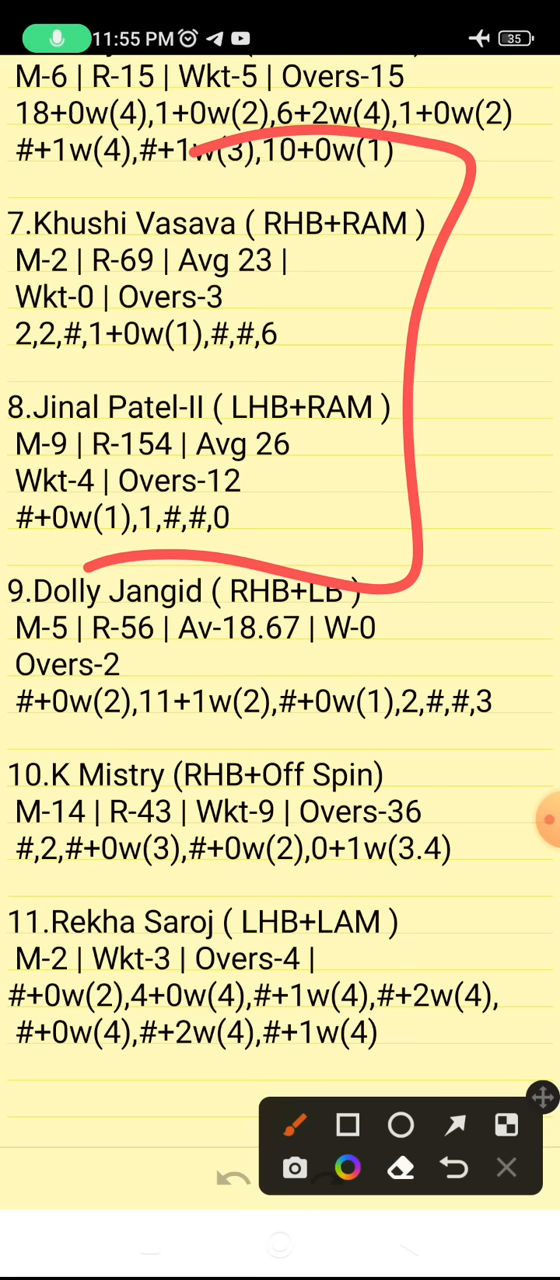 11:55 PM
35
M-6 | R-15 | Wkt-5 | Overs-15
18+0w(4),1+0w(2),6+2w(4),1+0w(2)
#+1w(4),#+1w(3),10+0w(1)
7.Khushi Vasava ( RHB+RAM )
M-2 | R-69 | Avg 23 |
Wkt-0 | Overs-3
2,2,#,1+0w(1),#,#,6
8.Jinal Patel-II ( LHB+RAM )
M-9 | R-154 | Avg 26
Wkt-4 | Overs-12
#+0w(1),1,#,#,0
9.Dolly Jangid ( RHB+LB )
M-5 | R-56 | Av-18.67 | W-0
Overs-2
#+0w(2),11+1w(2),#+0w(1),2,#,#,3
10.K Mistry (RHB+Off Spin)
M-14 | R-43 | Wkt-9 | Overs-36
#,2,#+0w(3),#+0w(2),0+1w(3.4)
11.Rekha Saroj ( LHB+LAM )
M-2 | Wkt-3 | Overs-4 |
#+0w(2),4+0w(4),#+1w(4),#+2w(4),
#+0w(4),#+2w(4),#+1w(4)